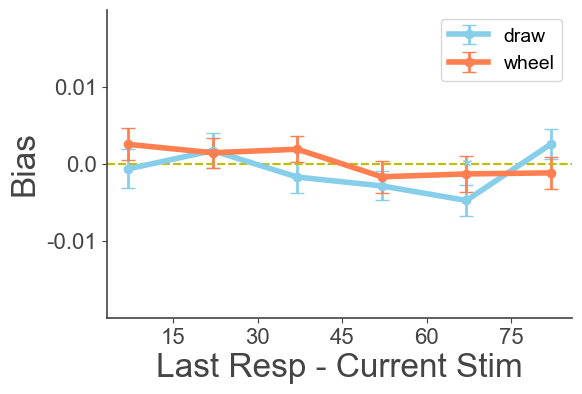 draw
wheel
0.01
0.0
-0.01
Bias
15 30 45 60 75
Last Resp - Current Stim